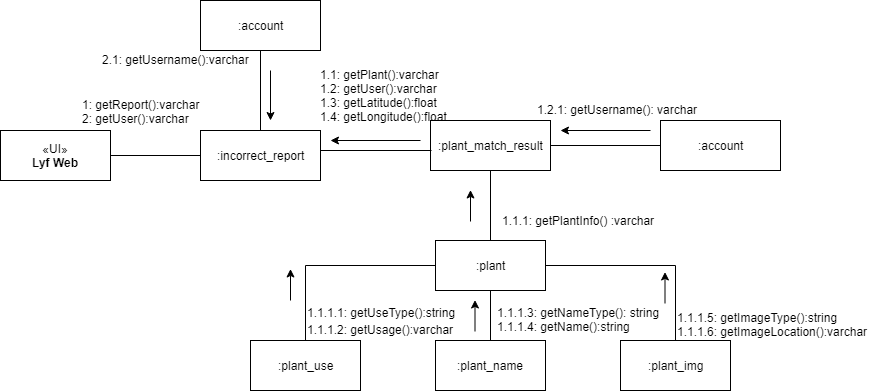 :account
2.1: getUsername():varchar
1.1: getPlant():varchar
1.2: getUser():varchar
1.3: getLatitude():float
1.4: getLongitude():float
1: getReport():varchar
2: getUser():varchar
1.2.1: getUsername(): varchar
«UI»
Lyf Web
:incorrect_report
:plant_match_result
:account
1.1.1: getPlantInfo() :varchar
:plant
1.1.1.1: getUseType():string
1.1.1.2: getUsage():varchar
1.1.1.3: getNameType(): string
1.1.1.4: getName():string
1.1.1.5: getImageType():string
1.1.1.6: getImageLocation():varchar
:plant_use
:plant_name
:plant_img